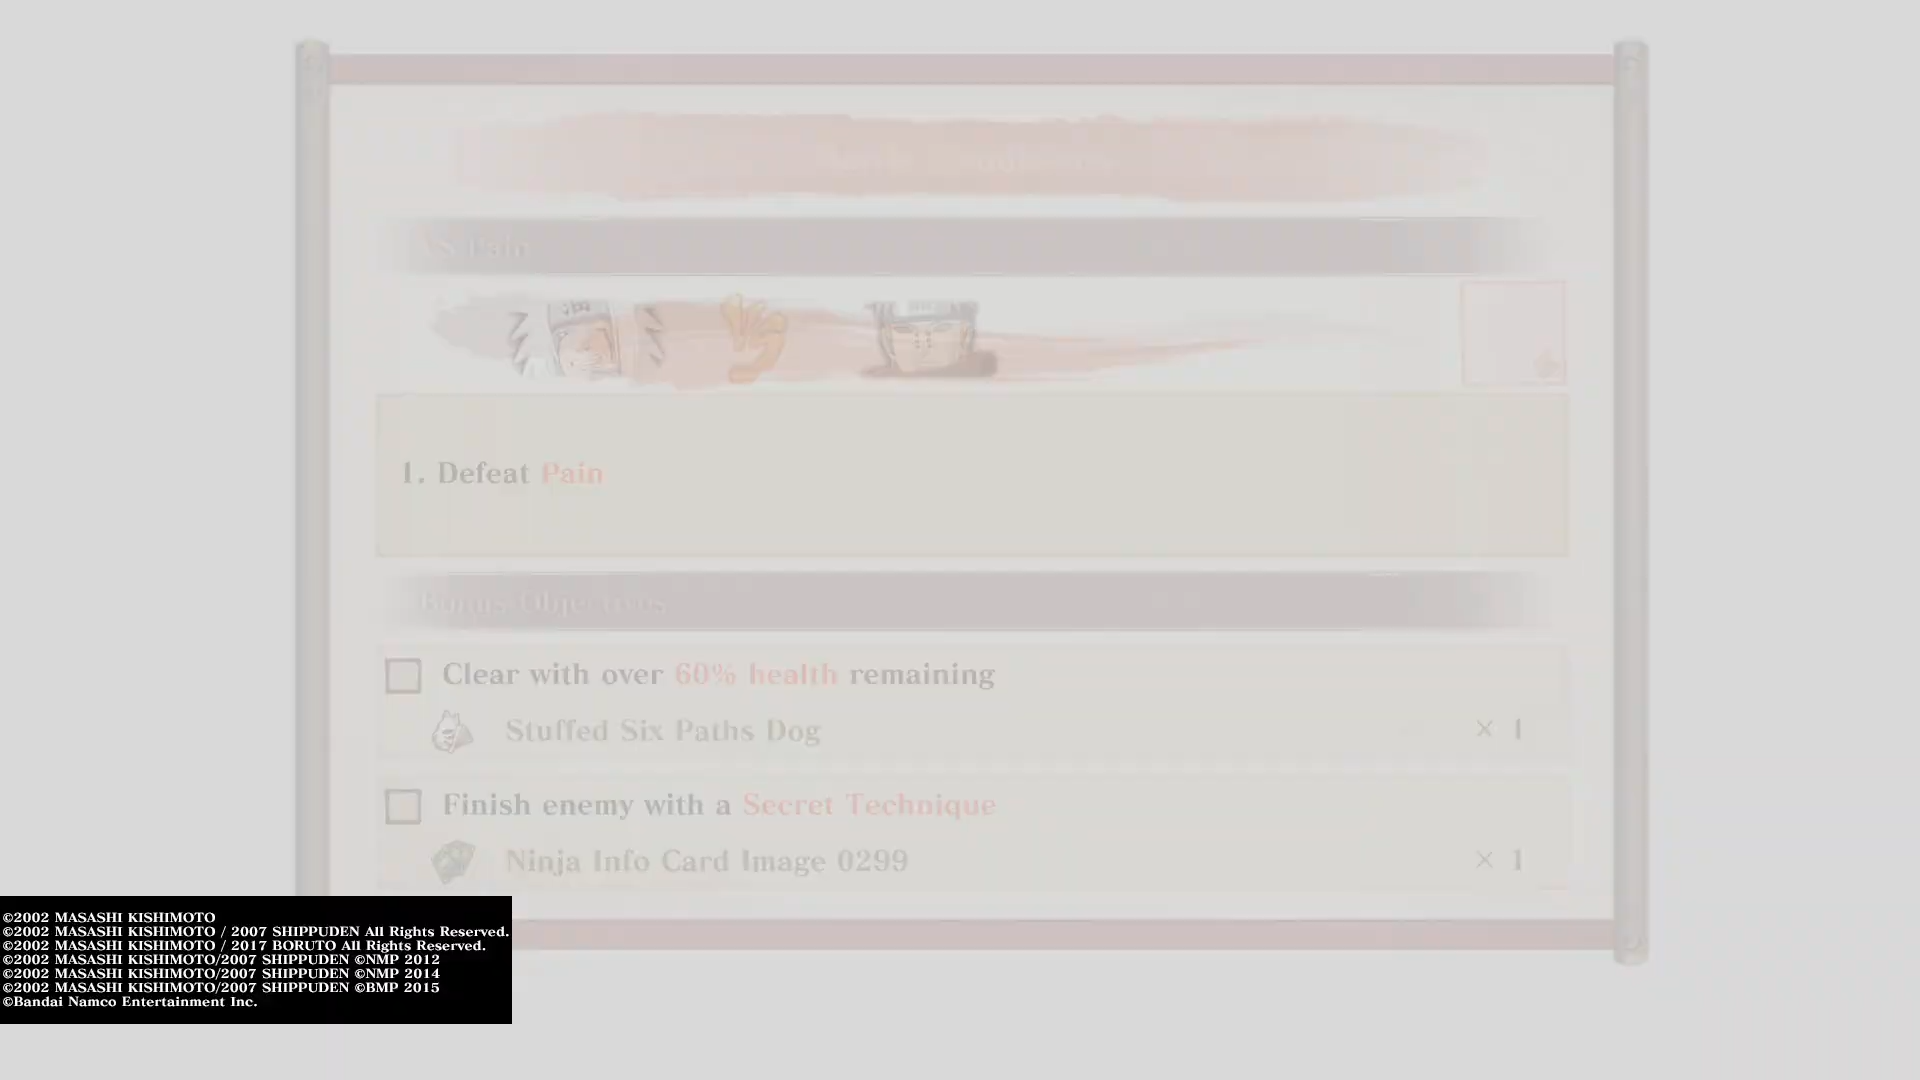 VS Pain
1. Defeat Pain
Bonus Objectives
Clear with over 60% health remaining
Stuffed Six Paths Dog × 1
Finish enemy with a Secret Technique
Ninja Info Card Image 0299 × 1
©2002 MASASHI KISHIMOTO
©2002 MASASHI KISHIMOTO / 2007 SHIPPUDEN All Rights Reserved.
©2002 MASASHI KISHIMOTO / 2017 BORUTO All Rights Reserved.
©2002 MASASHI KISHIMOTO/2007 SHIPPUDEN ©NMP 2012
©2002 MASASHI KISHIMOTO/2007 SHIPPUDEN ©NMP 2014
©2002 MASASHI KISHIMOTO/2007 SHIPPUDEN ©BMP 2015
©Bandai Namco Entertainment Inc.